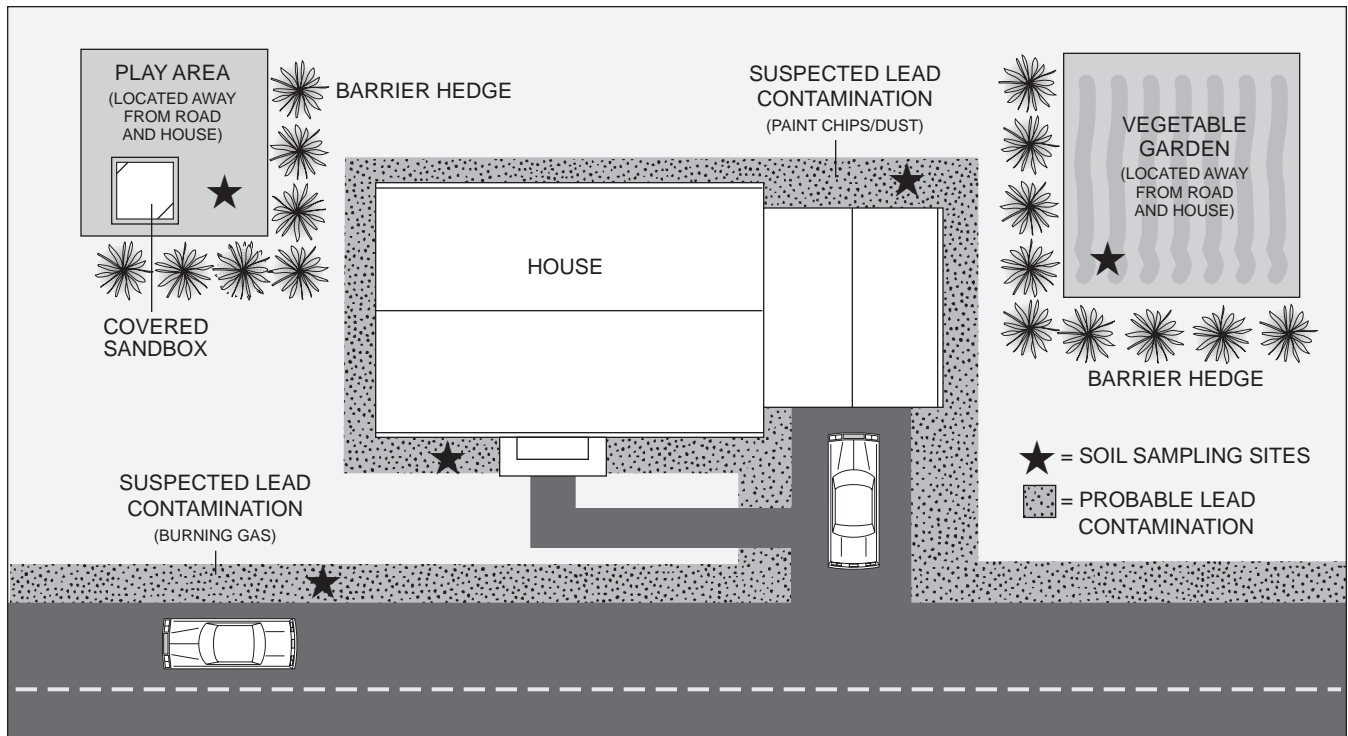 PLAY AREA
(LOCATED AWAY
FROM ROAD
AND HOUSE)
BARRIER HEDGE
COVERED
SANDBOX
SUSPECTED LEAD
CONTAMINATION
(PAINT CHIPS/DUST)
VEGETABLE
GARDEN
(LOCATED AWAY
FROM ROAD
AND HOUSE)
BARRIER HEDGE
HOUSE
SUSPECTED LEAD
CONTAMINATION
(BURNING GAS)
= SOIL SAMPLING SITES
= PROBABLE LEAD
CONTAMINATION